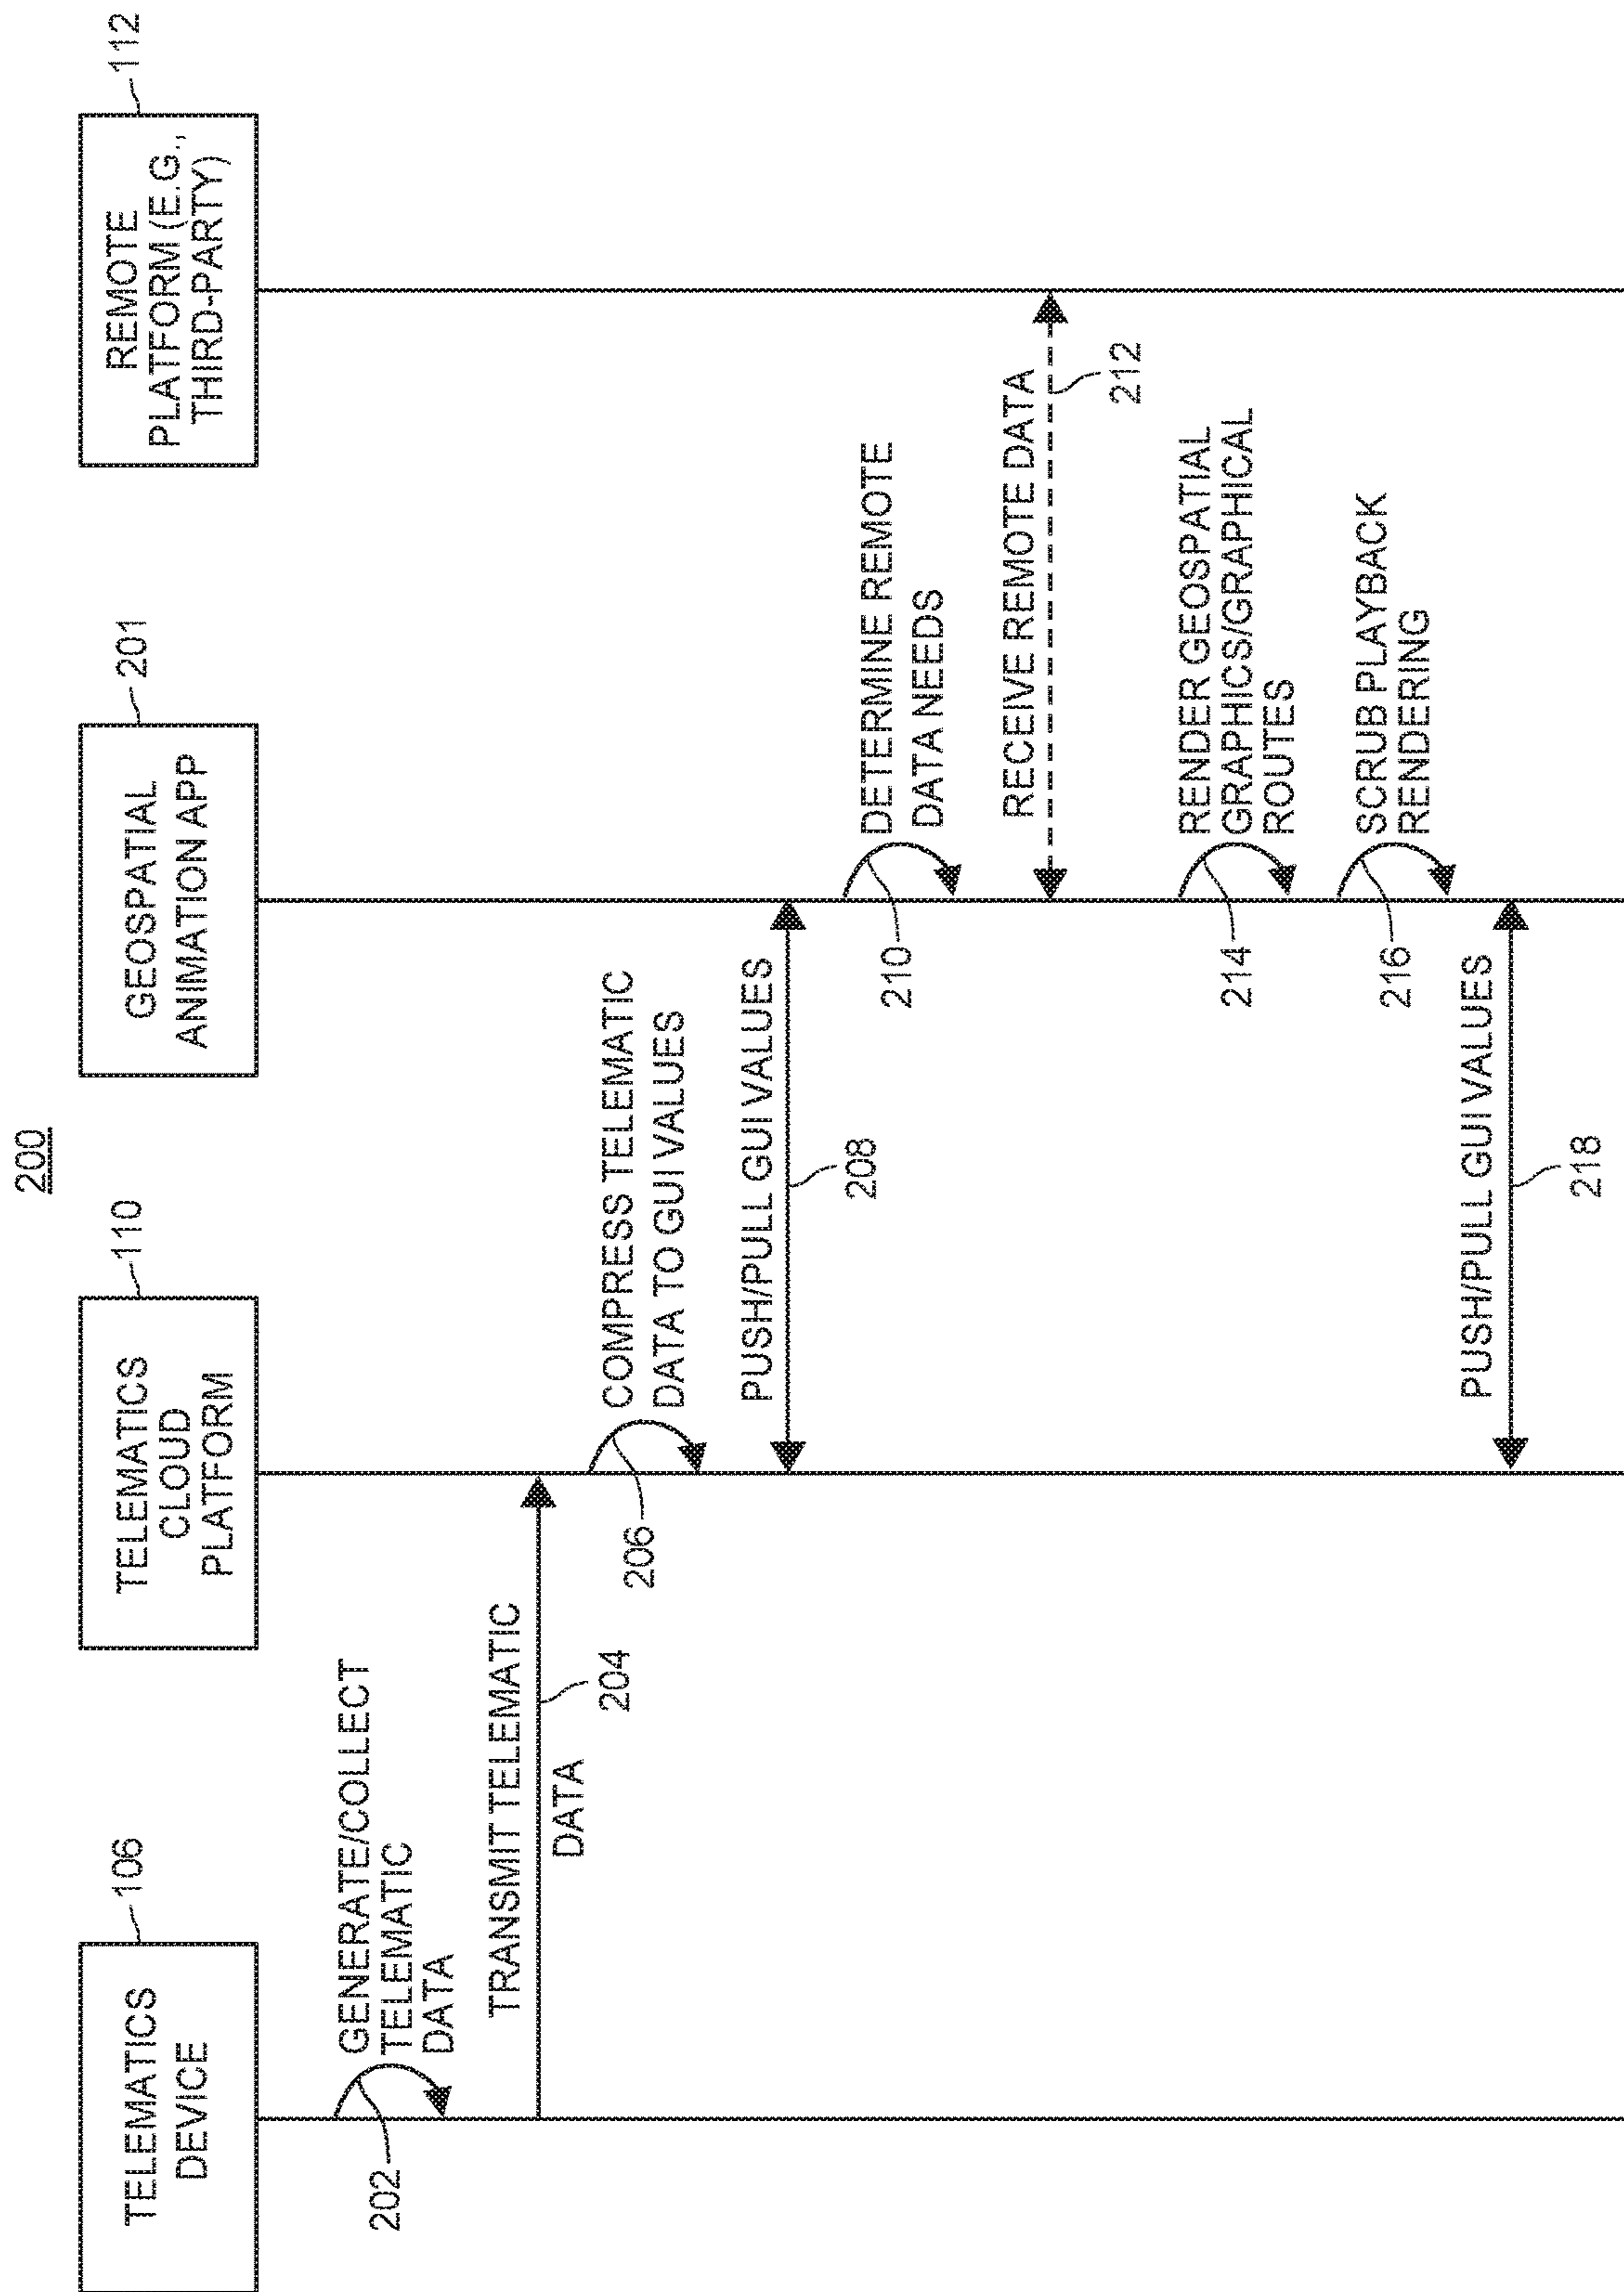 200
TELEMATICS
DEVICE
106
TELEMATICS
CLOUD
PLATFORM
110
GEOSPATIAL
ANIMATION APP
201
REMOTE
PLATFORM (E.G.,
THIRD-PARTY)
112
GENERATE/COLLECT
TELEMATIC
DATA
202
TRANSMIT TELEMATIC
DATA
204
COMPRESS TELEMATIC
DATA TO GUI VALUES
206
PUSH/PULL GUI VALUES
208
DETERMINE REMOTE
DATA NEEDS
210
RECEIVE REMOTE DATA
212
RENDER GEOSPATIAL
GRAPHICS/GRAPHICAL
ROUTES
214
SCRUB PLAYBACK
RENDERING
216
PUSH/PULL GUI VALUES
218